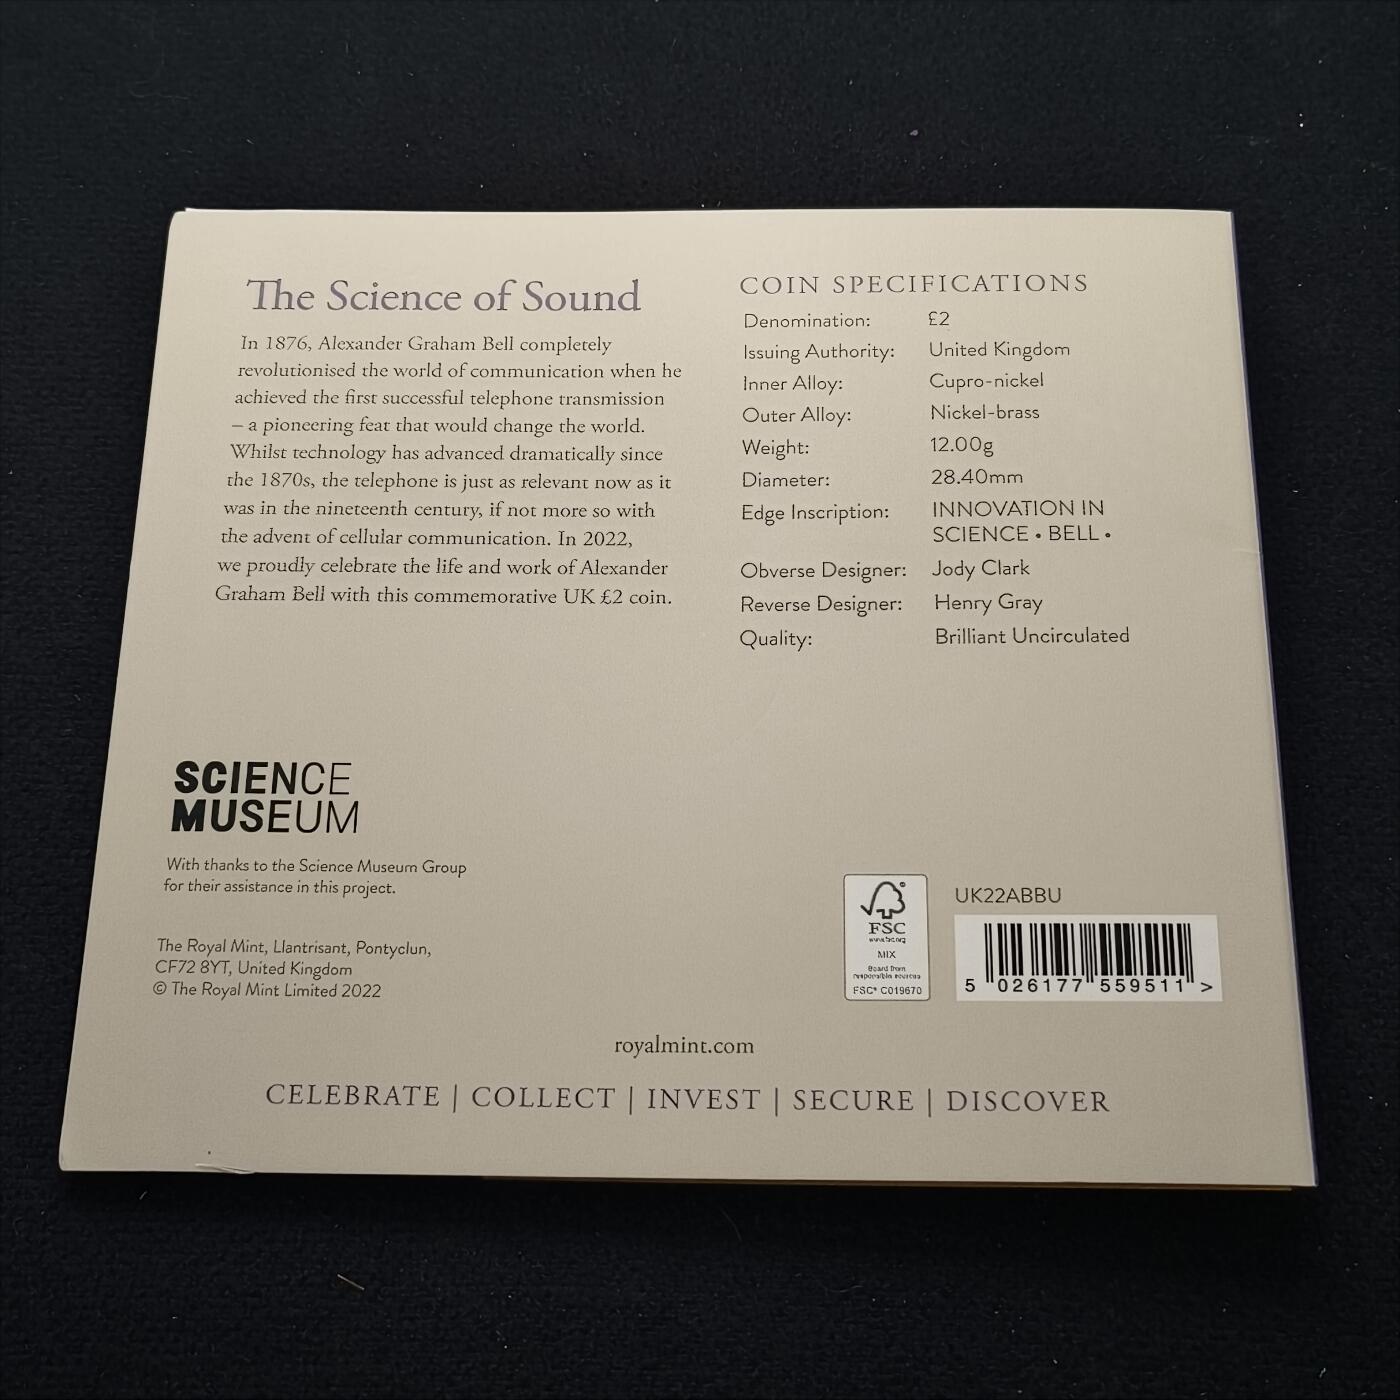 The Science of Sound
In 1876, Alexander Graham Bell completely
revolutionised the world of communication when he
achieved the first successful telephone transmission
– a pioneering feat that would change the world.
Whilst technology has advanced dramatically since
the 1870s, the telephone is just as relevant now as it
was in the nineteenth century, if not more so with
the advent of cellular communication. In 2022,
we proudly celebrate the life and work of Alexander
Graham Bell with this commemorative UK £2 coin.
COIN SPECIFICATIONS
Denomination: £2
Issuing Authority: United Kingdom
Inner Alloy: Cupro-nickel
Outer Alloy: Nickel-brass
Weight: 12.00g
Diameter: 28.40mm
Edge Inscription: INNOVATION IN
SCIENCE • BELL •
Obverse Designer: Jody Clark
Reverse Designer: Henry Gray
Quality: Brilliant Uncirculated
SCIENCE
MUSEUM
With thanks to the Science Museum Group
for their assistance in this project.
The Royal Mint, Llantrisant, Pontyclun,
CF72 8YT, United Kingdom
© The Royal Mint Limited 2022
FSC
www.fsc.org
MIX
Board from
responsible sources
FSC® C019670
UK22ABBU
5 026177 559511 >
royalmint.com
CELEBRATE | COLLECT | INVEST | SECURE | DISCOVER